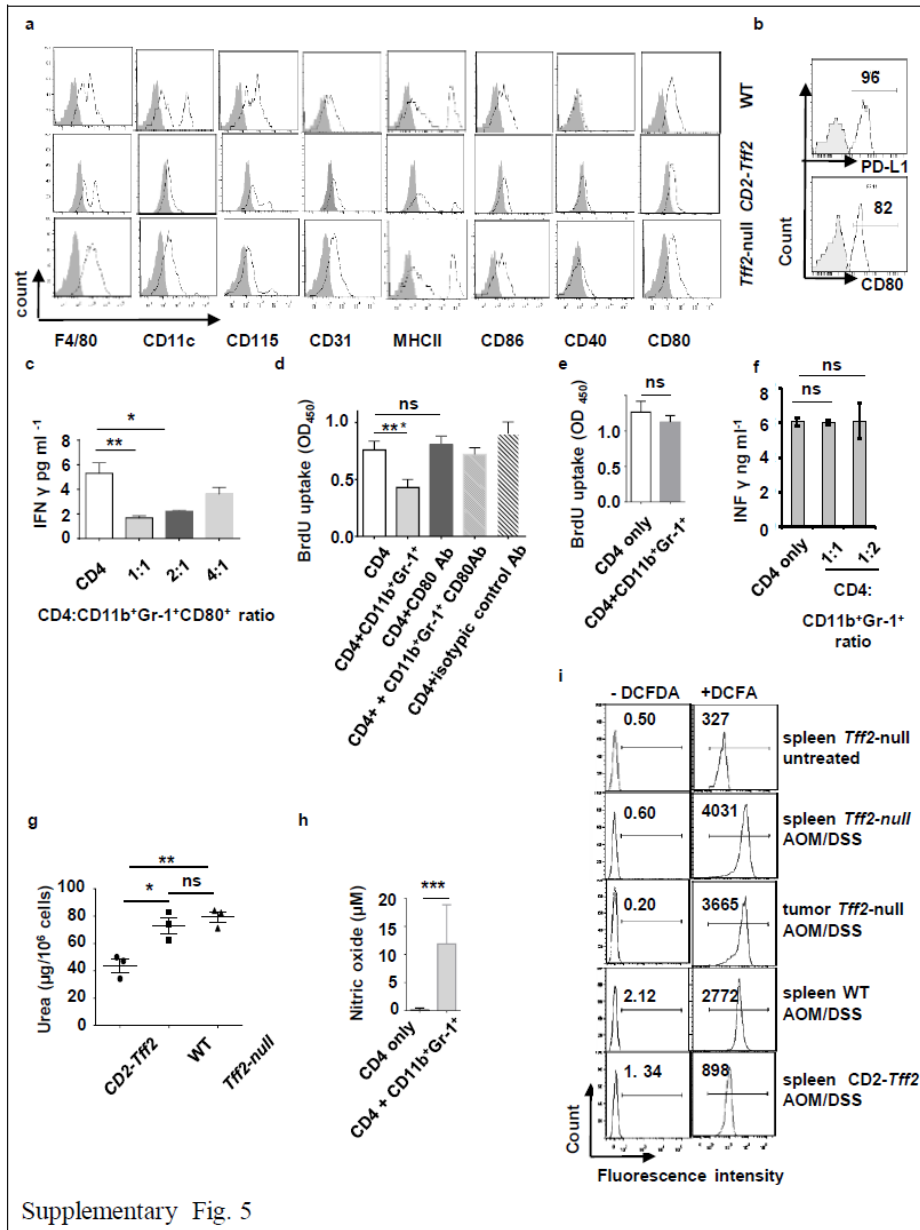 a
b
WT
CD2-Tff2
Tff2-null
count
F4/80 CD11c CD115 CD31 MHCII CD86 CD40 CD80
96
PD-L1
82
Count
CD80
c
IFN γ pg ml -1
8
6
4
2
0
**
*
CD4 1:1 2:1 4:1
CD4:CD11b+Gr-1+CD80+ ratio
d
BrdU uptake (OD450)
1.0
0.5
0.0
ns
***
CD4
CD4+CD11b+Gr-1+
CD4+CD80 Ab
CD4+ + CD11b+Gr-1+ CD80Ab
CD4+isotypic control Ab
e
BrdU uptake (OD 450)
1.5
1.0
0.5
0.0
ns
CD4 only
CD4+CD11b+Gr-1+
f
INF γ ng ml-1
8
6
4
2
0
ns
ns
CD4 only
1:1
1:2
CD4:
CD11b+Gr-1+
ratio
g
Urea (µg/10⁶ cells)
100
80
60
40
20
0
**
*
ns
CD2-Tff2
WT
Tff2-null
h
Nitric oxide (µM)
20
15
10
5
0
***
CD4 only
CD4 + CD11b+Gr-1+
i
- DCFDA +DCFA
0.50 327
spleen Tff2-null
untreated
0.60 4031
spleen Tff2-null
AOM/DSS
0.20 3665
tumor Tff2-null
AOM/DSS
2.12 2772
spleen WT
AOM/DSS
1. 34 898
spleen CD2-Tff2
AOM/DSS
Count
Fluorescence intensity
Supplementary Fig. 5